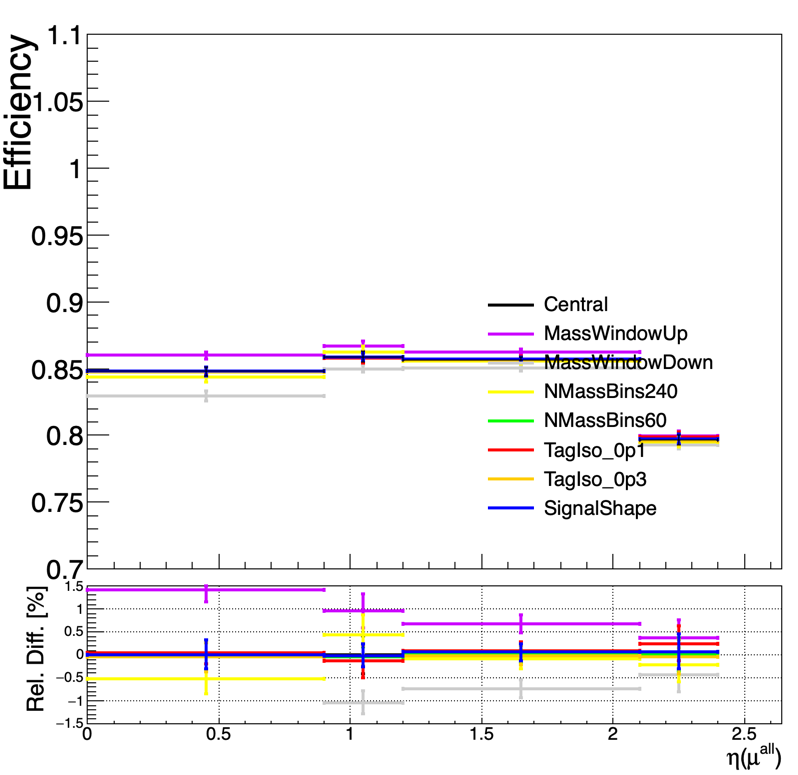 Efficiency
1.1
1.05
1
0.95
0.9
0.85
0.8
0.75
0.7
Central
MassWindowUp
MassWindowDown
NMassBins240
NMassBins60
TagIso_0p1
TagIso_0p3
SignalShape
Rel. Diff. [%]
1.5
1
0.5
0
−0.5
−1
−1.5
0 0.5 1 1.5 2 2.5
η(μ^all)